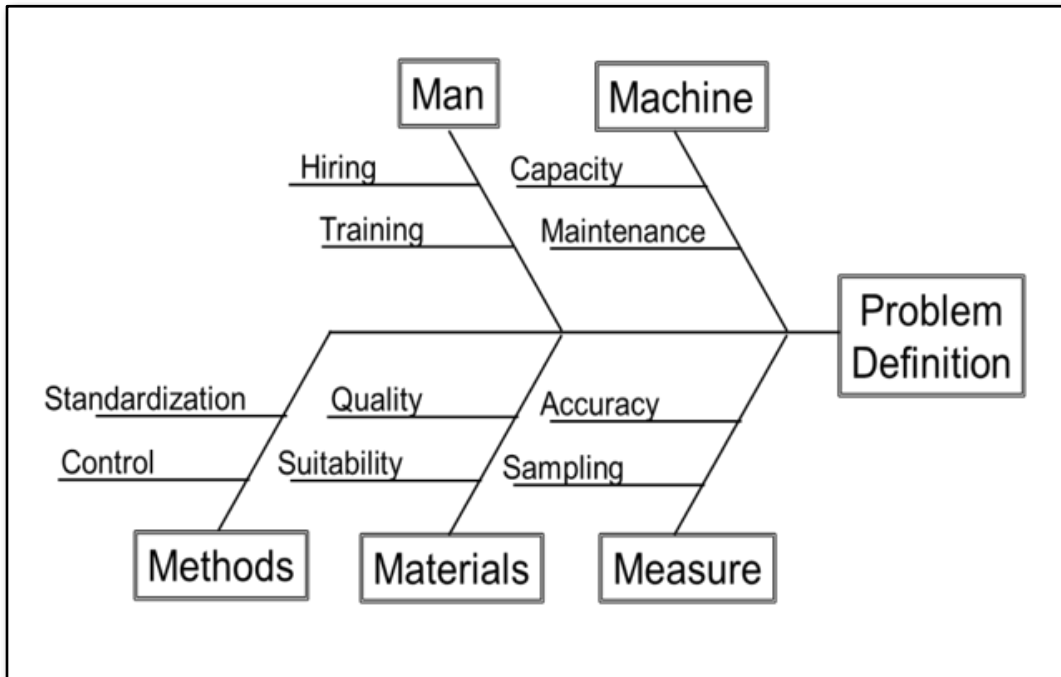 Man
Machine
Hiring
Capacity
Training
Maintenance
Problem
Definition
Standardization
Quality
Accuracy
Control
Suitability
Sampling
Methods
Materials
Measure